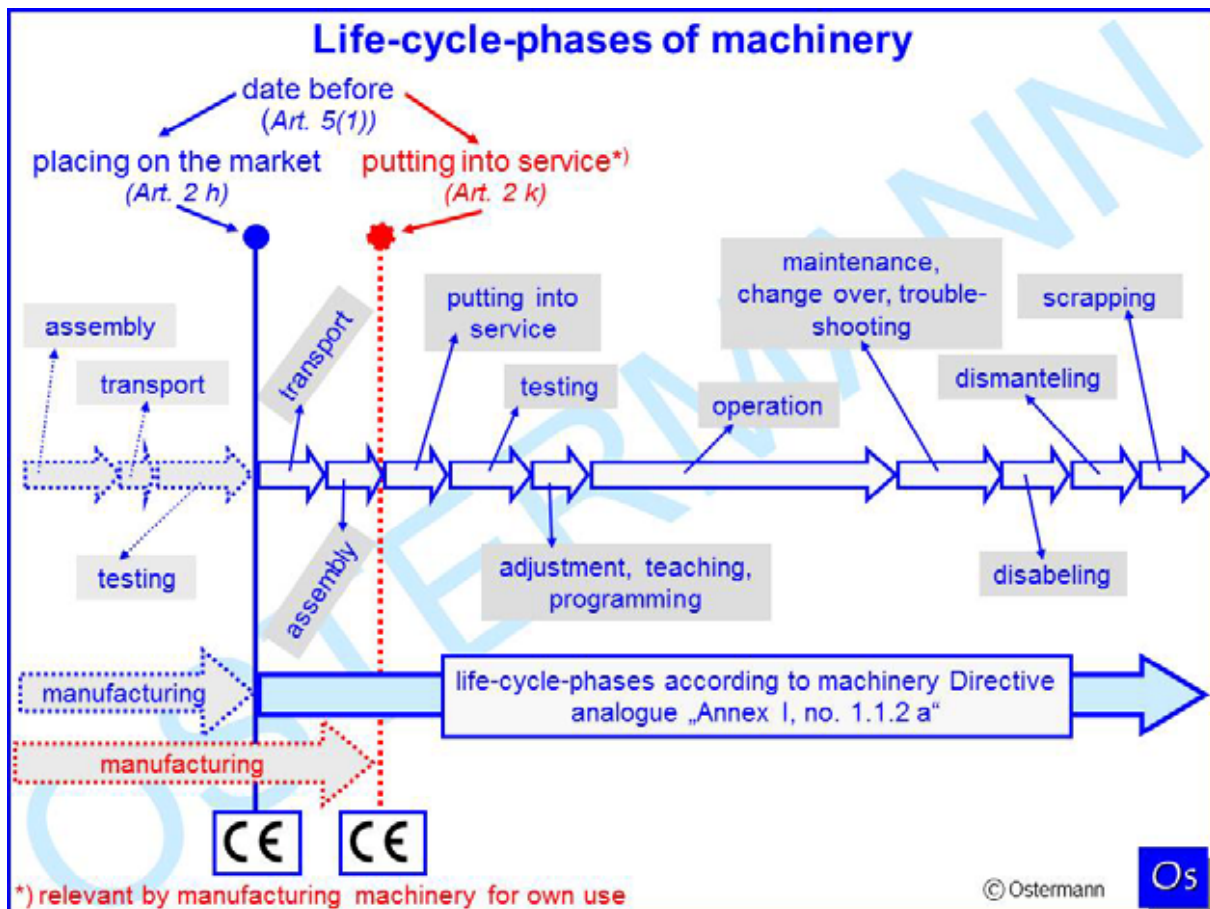 Life-cycle-phases of machinery
date before
(Art. 5(1))
placing on the market
(Art. 2 h)
putting into service*)
(Art. 2 k)
assembly
transport
testing
transport
assembly
putting into
service
testing
adjustment, teaching,
programming
operation
maintenance,
change over, trouble-
shooting
disabeling
dismanteling
scrapping
manufacturing
life-cycle-phases according to machinery Directive
analogue „Annex I, no. 1.1.2 a“
manufacturing
CE
CE
*) relevant by manufacturing machinery for own use
© Ostermann
Os
OSTERMANN